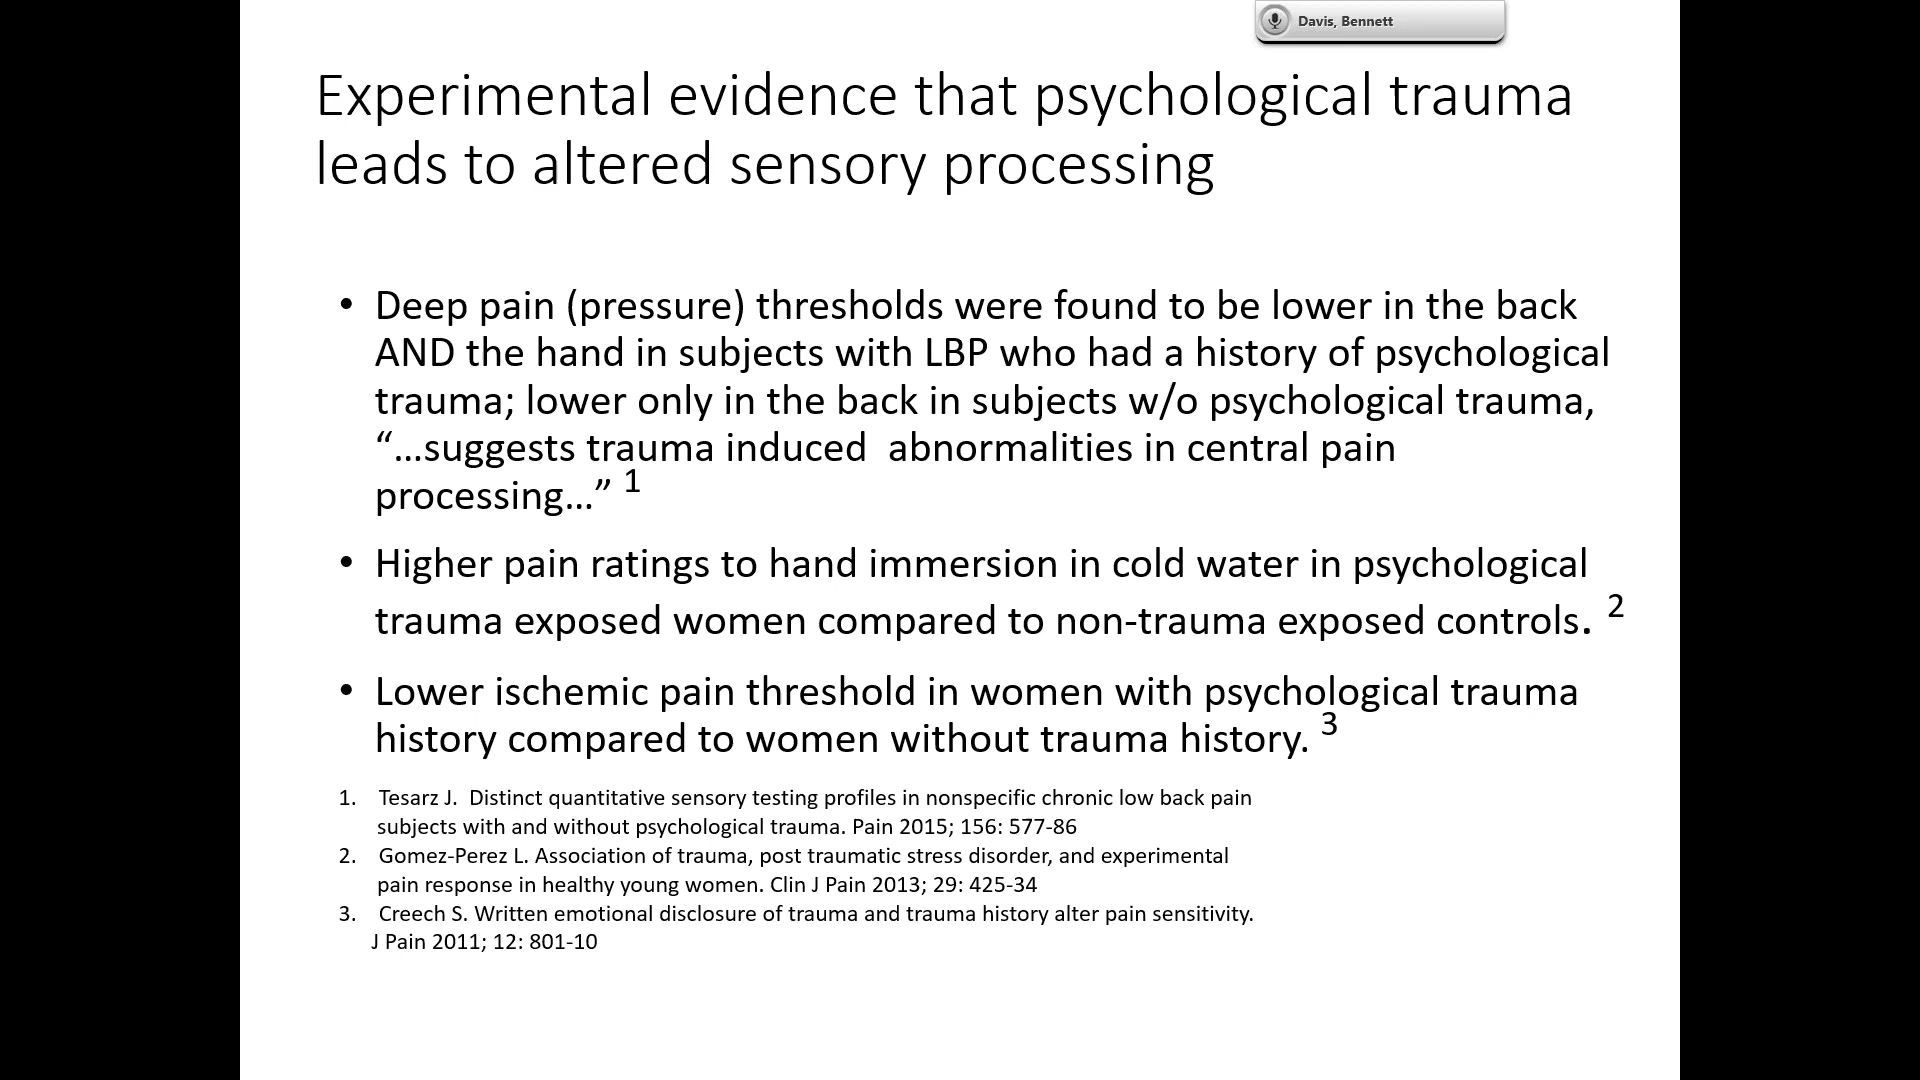 Davis, Bennett
Experimental evidence that psychological trauma
leads to altered sensory processing
• Deep pain (pressure) thresholds were found to be lower in the back
AND the hand in subjects with LBP who had a history of psychological
trauma; lower only in the back in subjects w/o psychological trauma,
“…suggests trauma induced  abnormalities in central pain
processing…” 1
• Higher pain ratings to hand immersion in cold water in psychological
trauma exposed women compared to non-trauma exposed controls. 2
• Lower ischemic pain threshold in women with psychological trauma
history compared to women without trauma history. 3
1. Tesarz J.  Distinct quantitative sensory testing profiles in nonspecific chronic low back pain
subjects with and without psychological trauma. Pain 2015; 156: 577-86
2. Gomez-Perez L. Association of trauma, post traumatic stress disorder, and experimental
pain response in healthy young women. Clin J Pain 2013; 29: 425-34
3. Creech S. Written emotional disclosure of trauma and trauma history alter pain sensitivity.
J Pain 2011; 12: 801-10